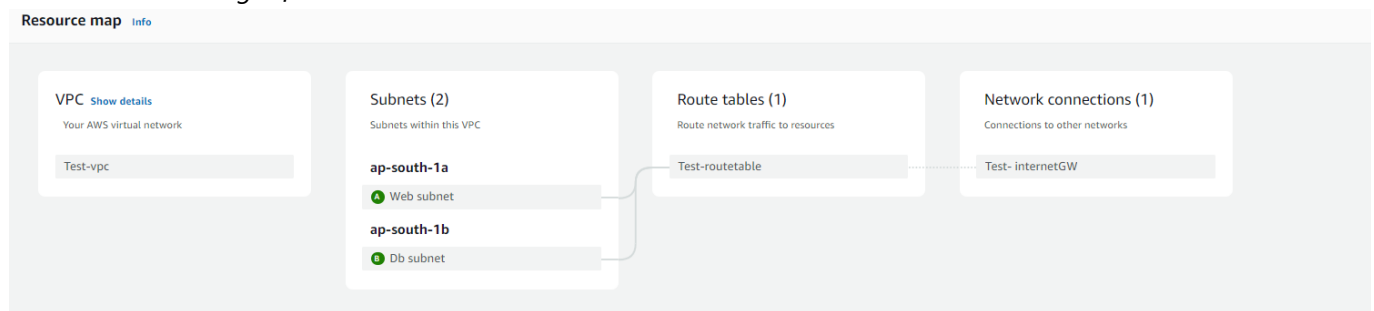 Resource map Info
VPC Show details
Your AWS virtual network
Test-vpc
Subnets (2)
Subnets within this VPC
ap-south-1a
A Web subnet
ap-south-1b
B Db subnet
Route tables (1)
Route network traffic to resources
Test-routetable
Network connections (1)
Connections to other networks
Test- internetGW